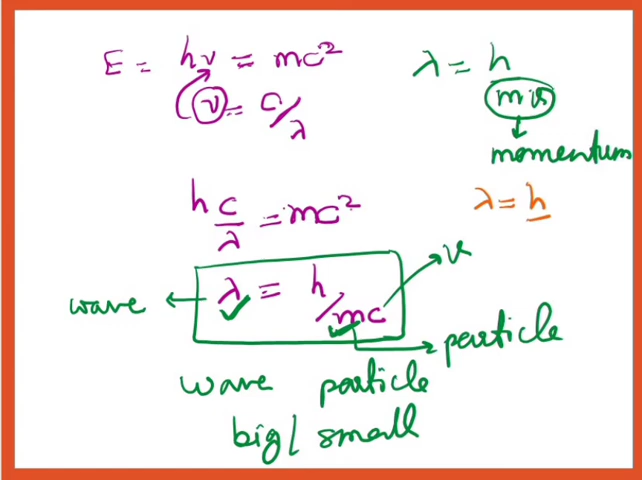 E = hν = mc²
ν = c/λ
hc/λ = mc²
λ = h/mc
v
wave
particle
wave particle
big/small
λ = h
mv
momentum
λ = h